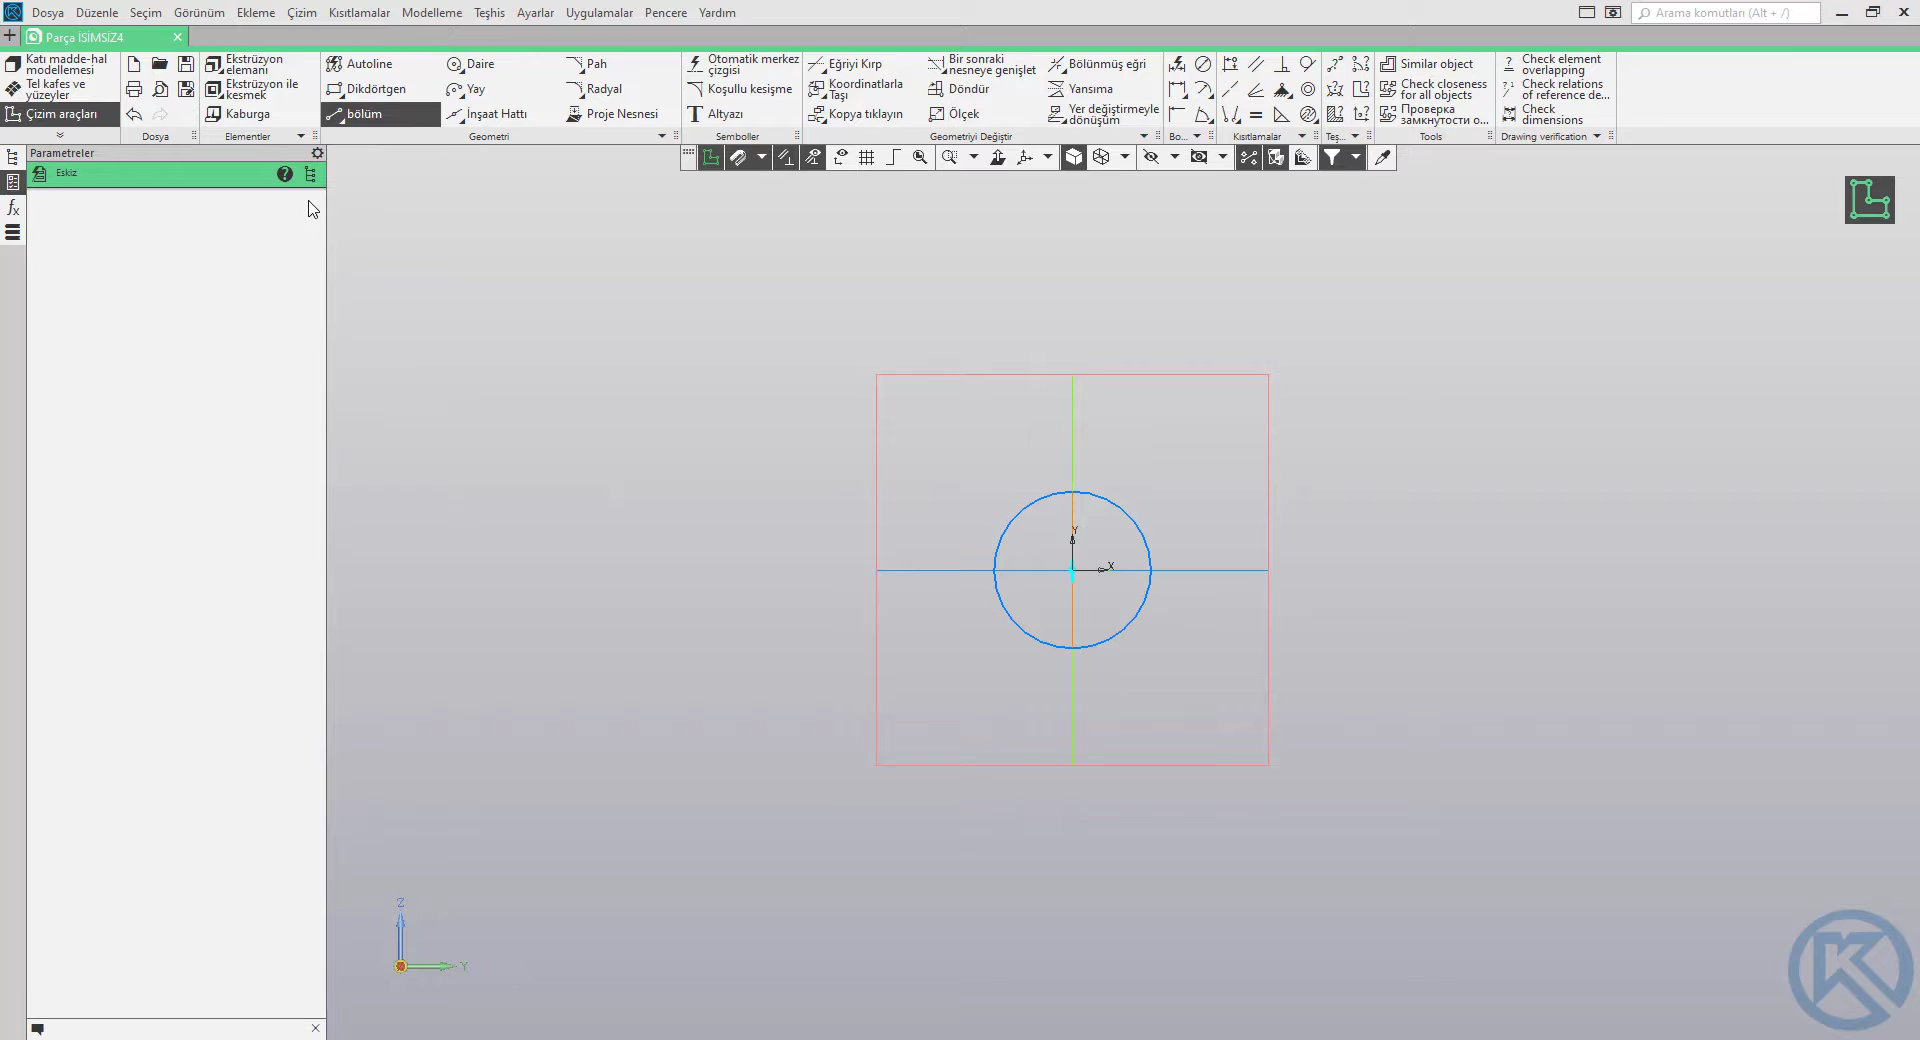 Dosya Düzenle Seçim Görünüm Ekleme Çizim Kısıtlamalar Modelleme Teşhis Ayarlar Uygulamalar Pencere Yardım
Arama komutları (Alt + /)
Parça İSİMSİZ4
Katı madde-hal
modellemesi
Tel kafes ve
yüzeyler
Çizim araçları
Dosya
Ekstrüzyon
elemanı
Ekstrüzyon ile
kesmek
Kaburga
Elementler
Autoline
Dikdörtgen
bölüm
Daire
Yay
İnşaat Hattı
Pah
Radyal
Proje Nesnesi
Geometri
Otomatik merkez
çizgisi
Koşullu kesişme
Altyazı
Semboller
Eğriyi Kırp
Koordinatlarla
Taşı
Kopya tıklayın
Bir sonraki
nesneye genişlet
Döndür
Ölçek
Bölünmüş eğri
Yansıma
Yer değiştirmeyle
dönüşüm
Geometriyi Değiştir
Bo...
Kısıtlamalar
Teş...
Similar object
Check closeness
for all objects
Проверка
замкнутости о...
Tools
Check element
overlapping
Check relations
of reference de...
Check
dimensions
Drawing verification
Parametreler
Eskiz
fx
Y
X
Z
Y